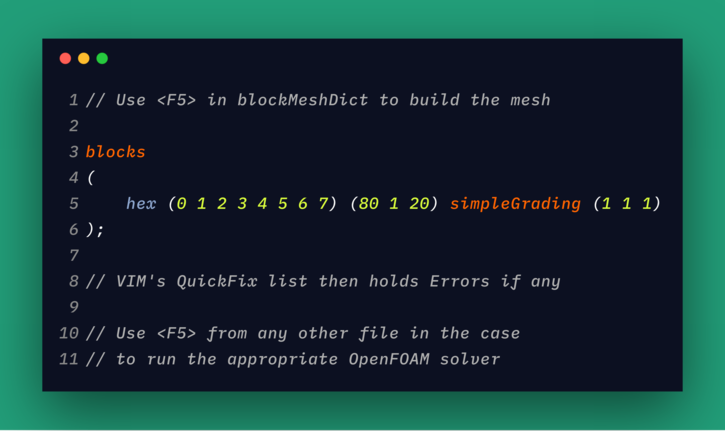 1 // Use <F5> in blockMeshDict to build the mesh
2
3 blocks
4 (
5     hex (0 1 2 3 4 5 6 7) (80 1 20) simpleGrading (1 1 1)
6 );
7
8 // VIM's QuickFix list then holds Errors if any
9
10 // Use <F5> from any other file in the case
11 // to run the appropriate OpenFOAM solver